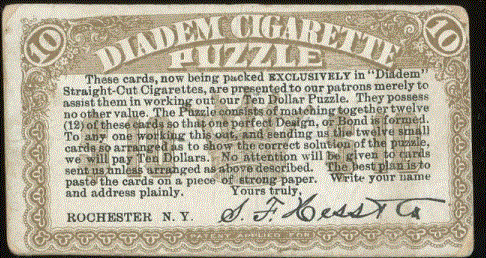 10 10
DIADEM CIGARETTE
PUZZLE
These cards, now being packed EXCLUSIVELY in "Diadem"
Straight-Cut Cigarettes, are presented to our patrons merely to
assist them in working out our Ten Dollar Puzzle. They possess
no other value. The Puzzle consists of matching together twelve
(12) of these cards so that one perfect Design, or Bond is formed.
To any one working this out, and sending us the twelve small
cards so arranged as to show the correct solution of the puzzle,
we will pay Ten Dollars. No attention will be given to cards
sent us unless arranged as above described. The best plan is to
paste the cards on a piece of strong paper. Write your name
and address plainly. Yours truly,
ROCHESTER N. Y. S. F. Hess & Co